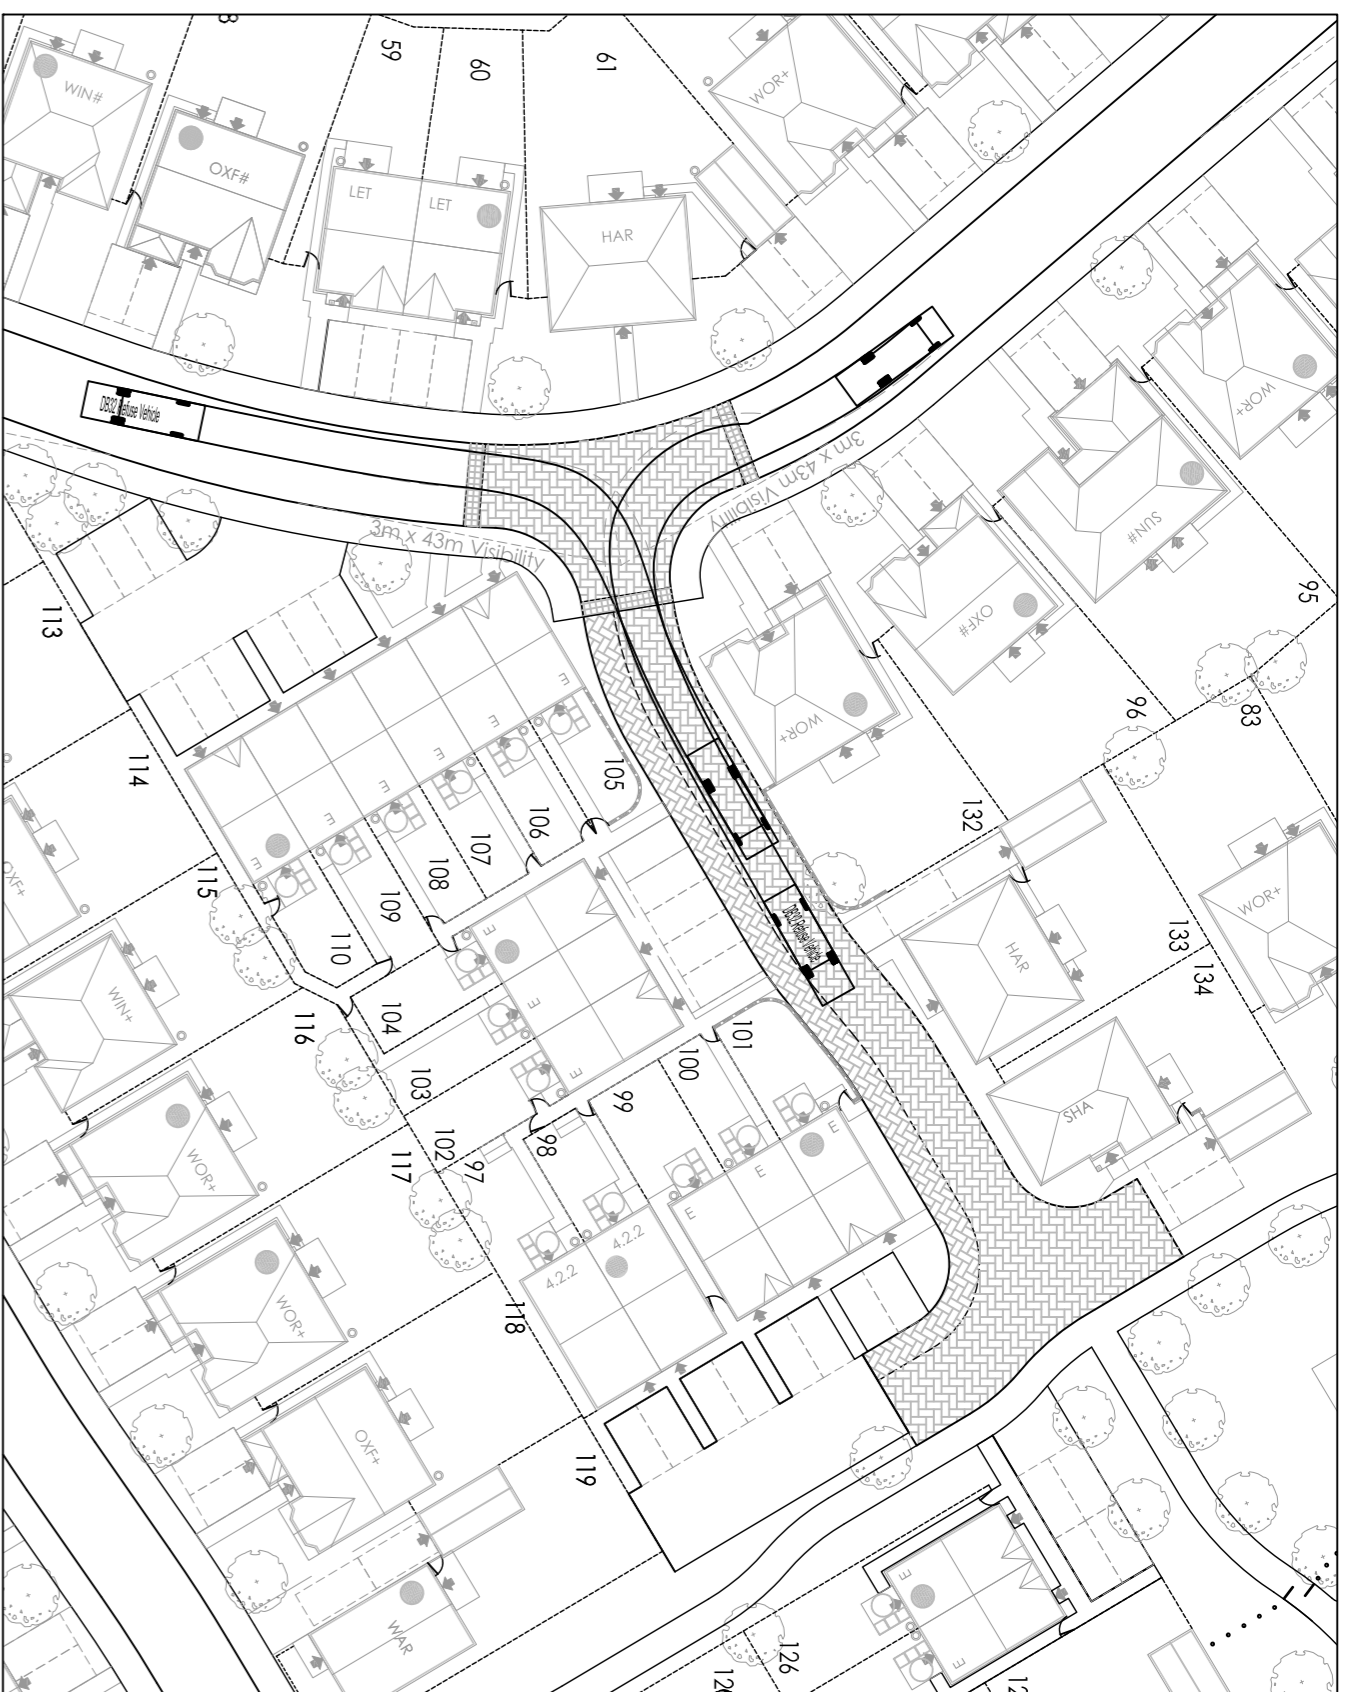 59
60
61
WIN#
WOR+
OXF#
LET
LET
HAR
WOR+
DB32 Refuse Vehicle
3m x 43m Visibility
3m x 43m Visibility
SUN#
OXF#
95
113
WOR+
96
83
114
105
E
E
E
E
E
E
106
107
108
109
110
115
132
WOR+
133
134
HAR
DB32 Refuse Vehicle
OXF+
WIN+
116
104
103
E
E
E
101
100
99
98
97
102
117
SHA
E
E
E
4.2.2
4.2.2
WOR+
WOR+
118
119
OXF+
WAR
E
E
126